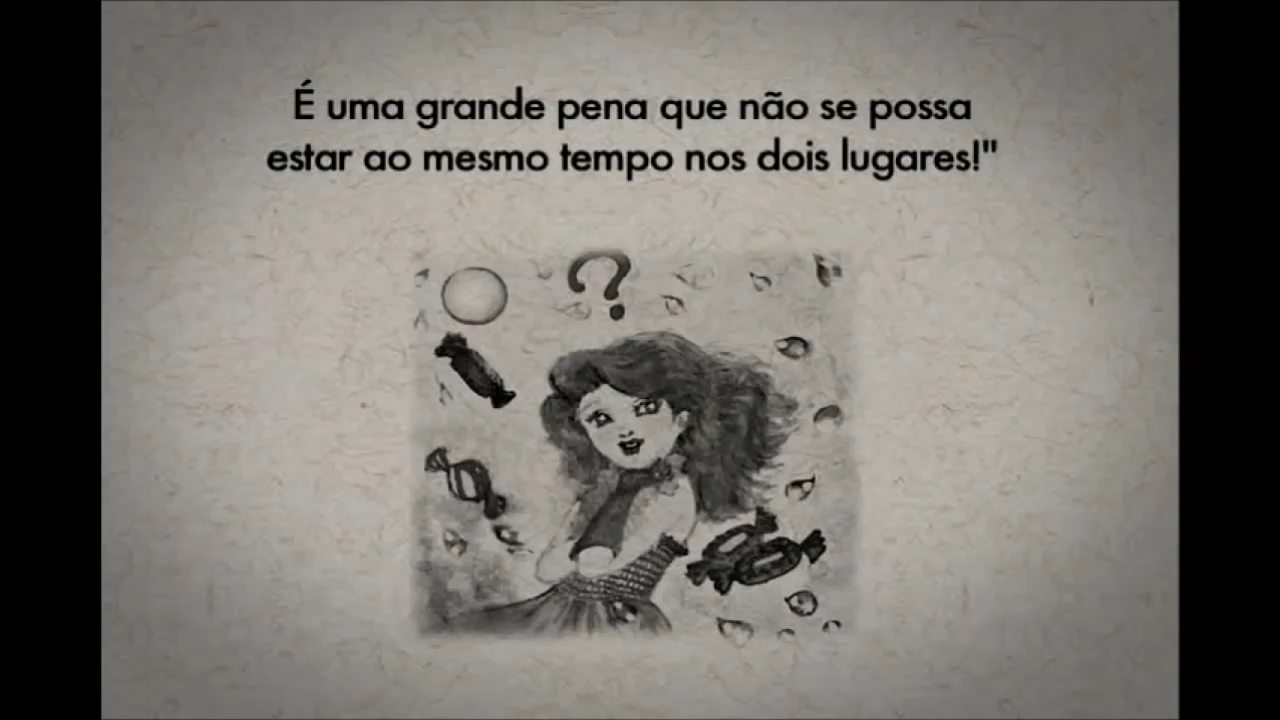 É uma grande pena que não se possa
estar ao mesmo tempo nos dois lugares!"
?